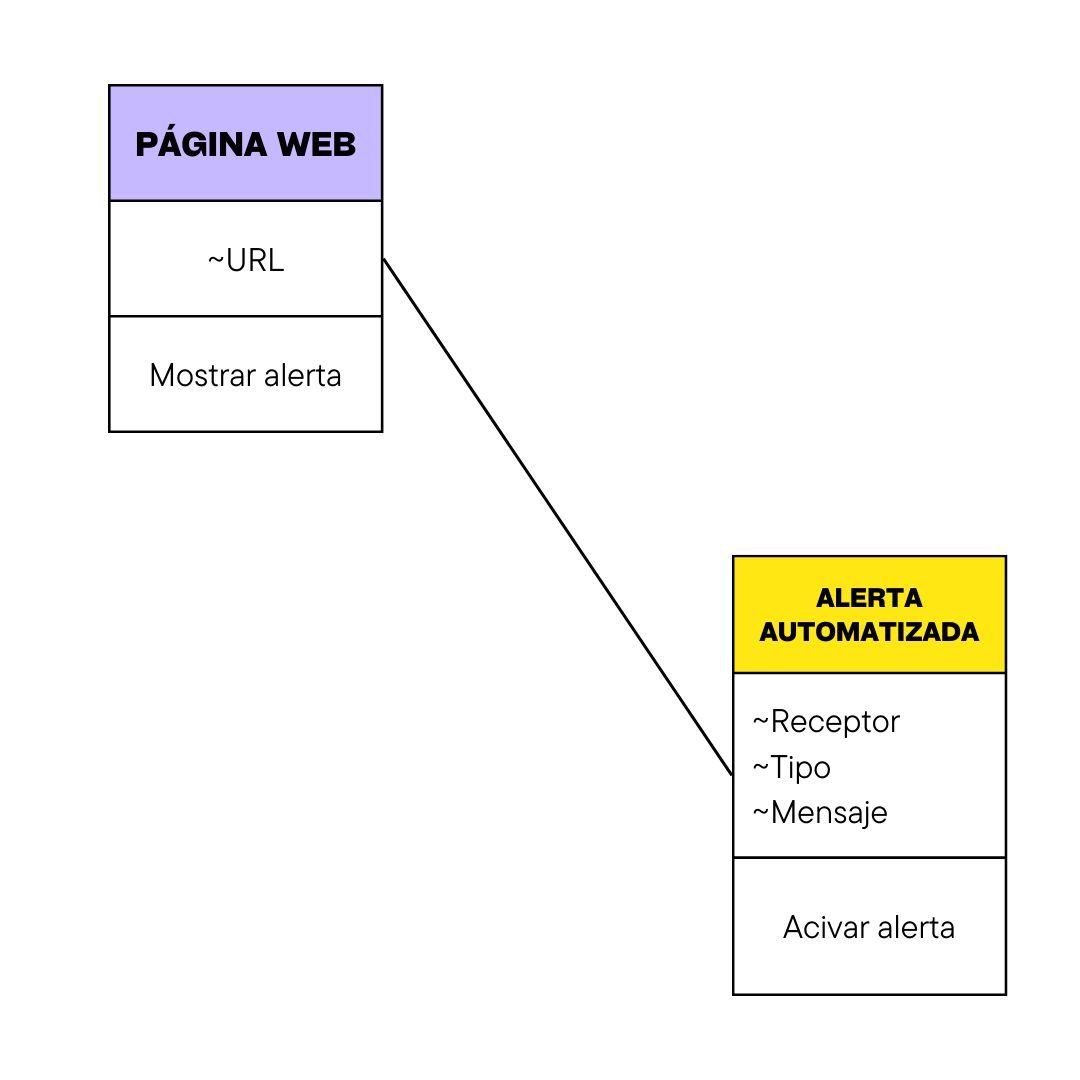 PÁGINA WEB
~URL
Mostrar alerta
ALERTA
AUTOMATIZADA
~Receptor
~Tipo
~Mensaje
Acivar alerta